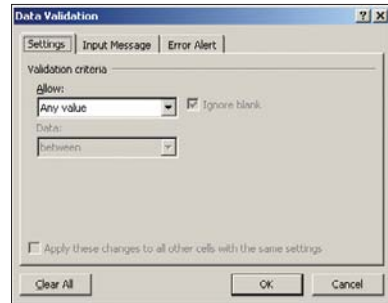 Data Validation
Settings Input Message Error Alert
Validation criteria
Allow:
Any value Ignore blank
Data:
between
Apply these changes to all other cells with the same settings
Clear All OK Cancel